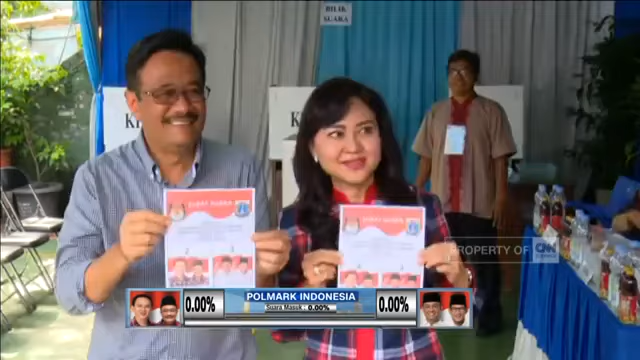 BILIK
SUARA
SURAT SUARA
SURAT SUARA
PROPERTY OF CNN
0.00%
POLMARK INDONESIA
Suara Masuk : 0.00%
0.00%